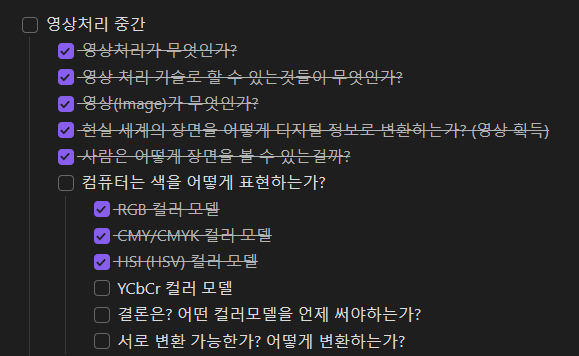 영상처리 중간
영상처리가 무엇인가?
영상 처리 기술로 할 수 있는것들이 무엇인가?
영상(Image)가 무엇인가?
현실 세계의 장면을 어떻게 디지털 정보로 변환하는가? (영상 획득)
사람은 어떻게 장면을 볼 수 있는걸까?
컴퓨터는 색을 어떻게 표현하는가?
RGB 컬러 모델
CMY/CMYK 컬러 모델
HSI (HSV) 컬러 모델
YCbCr 컬러 모델
결론은? 어떤 컬러모델을 언제 써야하는가?
서로 변환 가능한가? 어떻게 변환하는가?